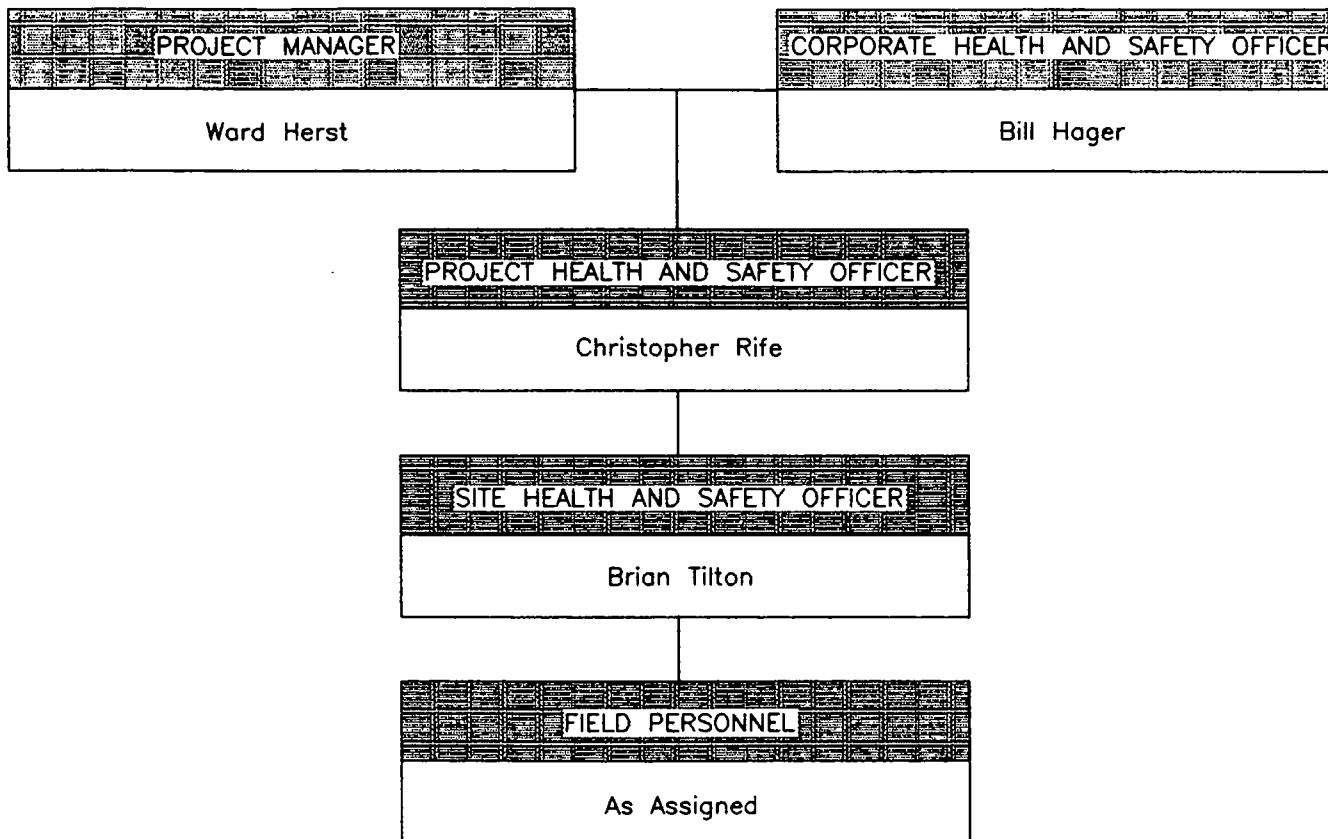 PROJECT MANAGER
Ward Herst
CORPORATE HEALTH AND SAFETY OFFICER
Bill Hager
PROJECT HEALTH AND SAFETY OFFICER
Christopher Rife
SITE HEALTH AND SAFETY OFFICER
Brian Tilton
FIELD PERSONNEL
As Assigned